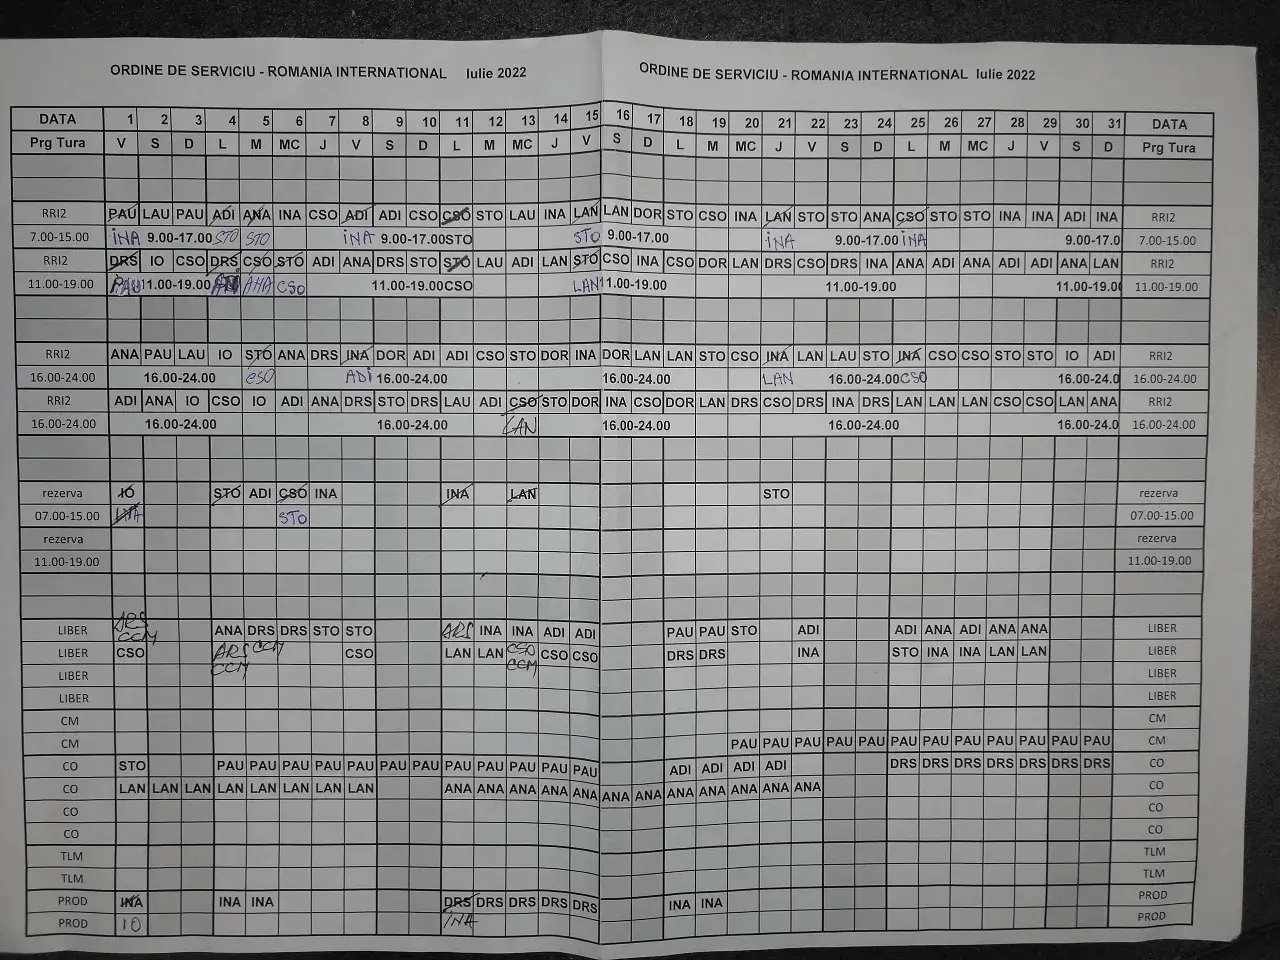 ORDINE DE SERVICIU - ROMANIA INTERNATIONAL Iulie 2022 ORDINE DE SERVICIU - ROMANIA INTERNATIONAL Iulie 2022
DATA 1 2 3 4 5 6 7 8 9 10 11 12 13 14 15 16 17 18 19 20 21 22 23 24 25 26 27 28 29 30 31 DATA
Prg Tura V S D L M MC J V S D L M MC J V S D L M MC J V S D L M MC J V S D Prg Tura
RRI2 PAU LAU PAU ADI ANA INA CSO ADI ADI CSO CSO STO LAU INA LAN LAN DOR STO CSO INA LAN STO STO ANA CSO STO STO INA INA ADI INA RRI2
7.00-15.00 INA 9.00-17.00 STO STO INA 9.00-17.00 STO STO 9.00-17.00 INA 9.00-17.00 INA 9.00-17.0 7.00-15.00
RRI2 DRS IO CSO DRS CSO STO ADI ANA DRS STO STO LAU ADI LAN STO CSO INA CSO DOR LAN DRS CSO DRS INA ANA ADI ANA ADI ADI ANA LAN RRI2
11.00-19.00 PAU 11.00-19.00 ANA CSO 11.00-19.00 CSO LAN 11.00-19.00 11.00-19.00 11.00-19.00 11.00-19.00
RRI2 ANA PAU LAU IO STO ANA DRS INA DOR ADI ADI CSO STO DOR INA DOR LAN LAN STO CSO INA LAN LAU STO INA CSO CSO STO STO IO ADI RRI2
16.00-24.00 16.00-24.00 CSO ADI 16.00-24.00 16.00-24.00 LAN 16.00-24.00 CSO 16.00-24.0 16.00-24.00
RRI2 ADI ANA IO CSO IO ADI ANA DRS STO DRS LAU ADI CSO STO DOR INA CSO DOR LAN DRS CSO DRS INA DRS LAN LAN LAN CSO CSO LAN ANA RRI2
16.00-24.00 16.00-24.00 16.00-24.00 LAN 16.00-24.00 16.00-24.00 16.00-24.0 16.00-24.00
rezerva IO STO ADI CSO INA INA LAN STO rezerva
07.00-15.00 INA STO 07.00-15.00
rezerva rezerva
11.00-19.00 11.00-19.00
LIBER ARS CCM ANA DRS DRS STO STO ARS INA INA ADI ADI PAU PAU STO ADI ADI ANA ADI ANA ANA LIBER
LIBER CSO ARS CCM CCM CSO LAN LAN CSO CCM CSO CSO DRS DRS INA STO INA INA LAN LAN LIBER
LIBER LIBER
LIBER LIBER
CM CM
CM PAU PAU PAU PAU PAU PAU PAU PAU PAU PAU PAU PAU CM
CO STO PAU PAU PAU PAU PAU PAU PAU PAU PAU PAU PAU PAU ADI ADI ADI ADI DRS DRS DRS DRS DRS DRS DRS CO
CO LAN LAN LAN LAN LAN LAN LAN LAN ANA ANA ANA ANA ANA ANA ANA ANA ANA ANA ANA ANA CO
CO CO
CO CO
TLM TLM
TLM TLM
PROD INA INA INA DRS DRS DRS DRS DRS INA INA PROD
PROD IO INA PROD